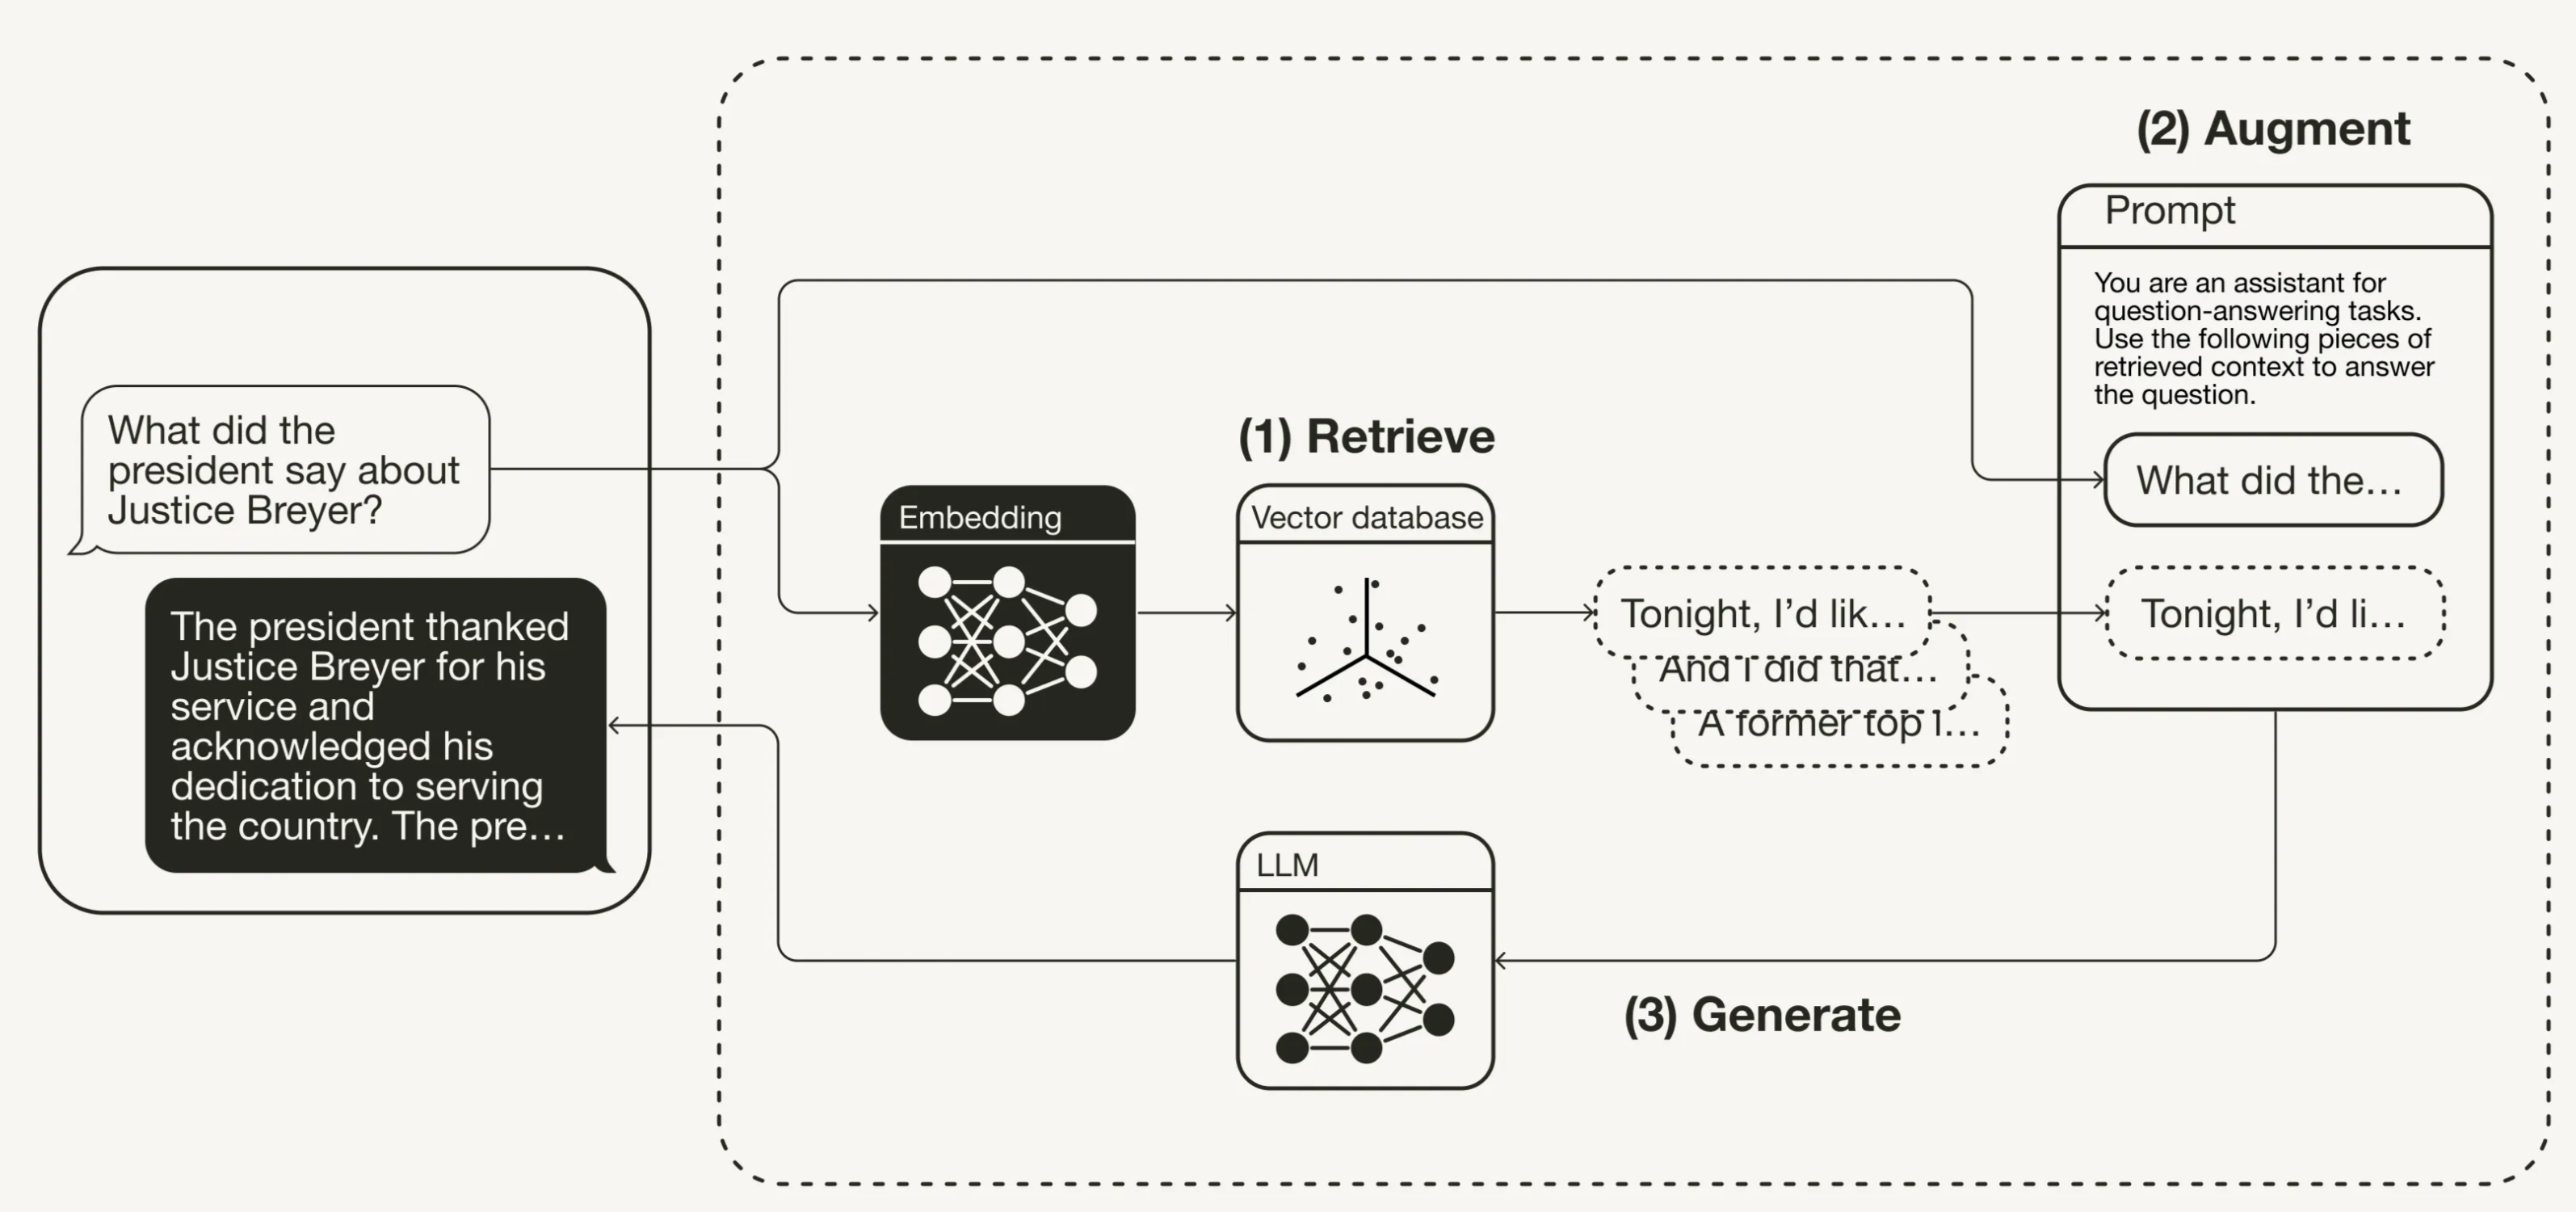 What did the
president say about
Justice Breyer?
The president thanked
Justice Breyer for his
service and
acknowledged his
dedication to serving
the country. The pre…
(1) Retrieve
Embedding
Vector database
Tonight, I’d lik…
And I did that…
A former top l…
(2) Augment
Prompt
You are an assistant for
question-answering tasks.
Use the following pieces of
retrieved context to answer
the question.
What did the…
Tonight, I’d li…
(3) Generate
LLM